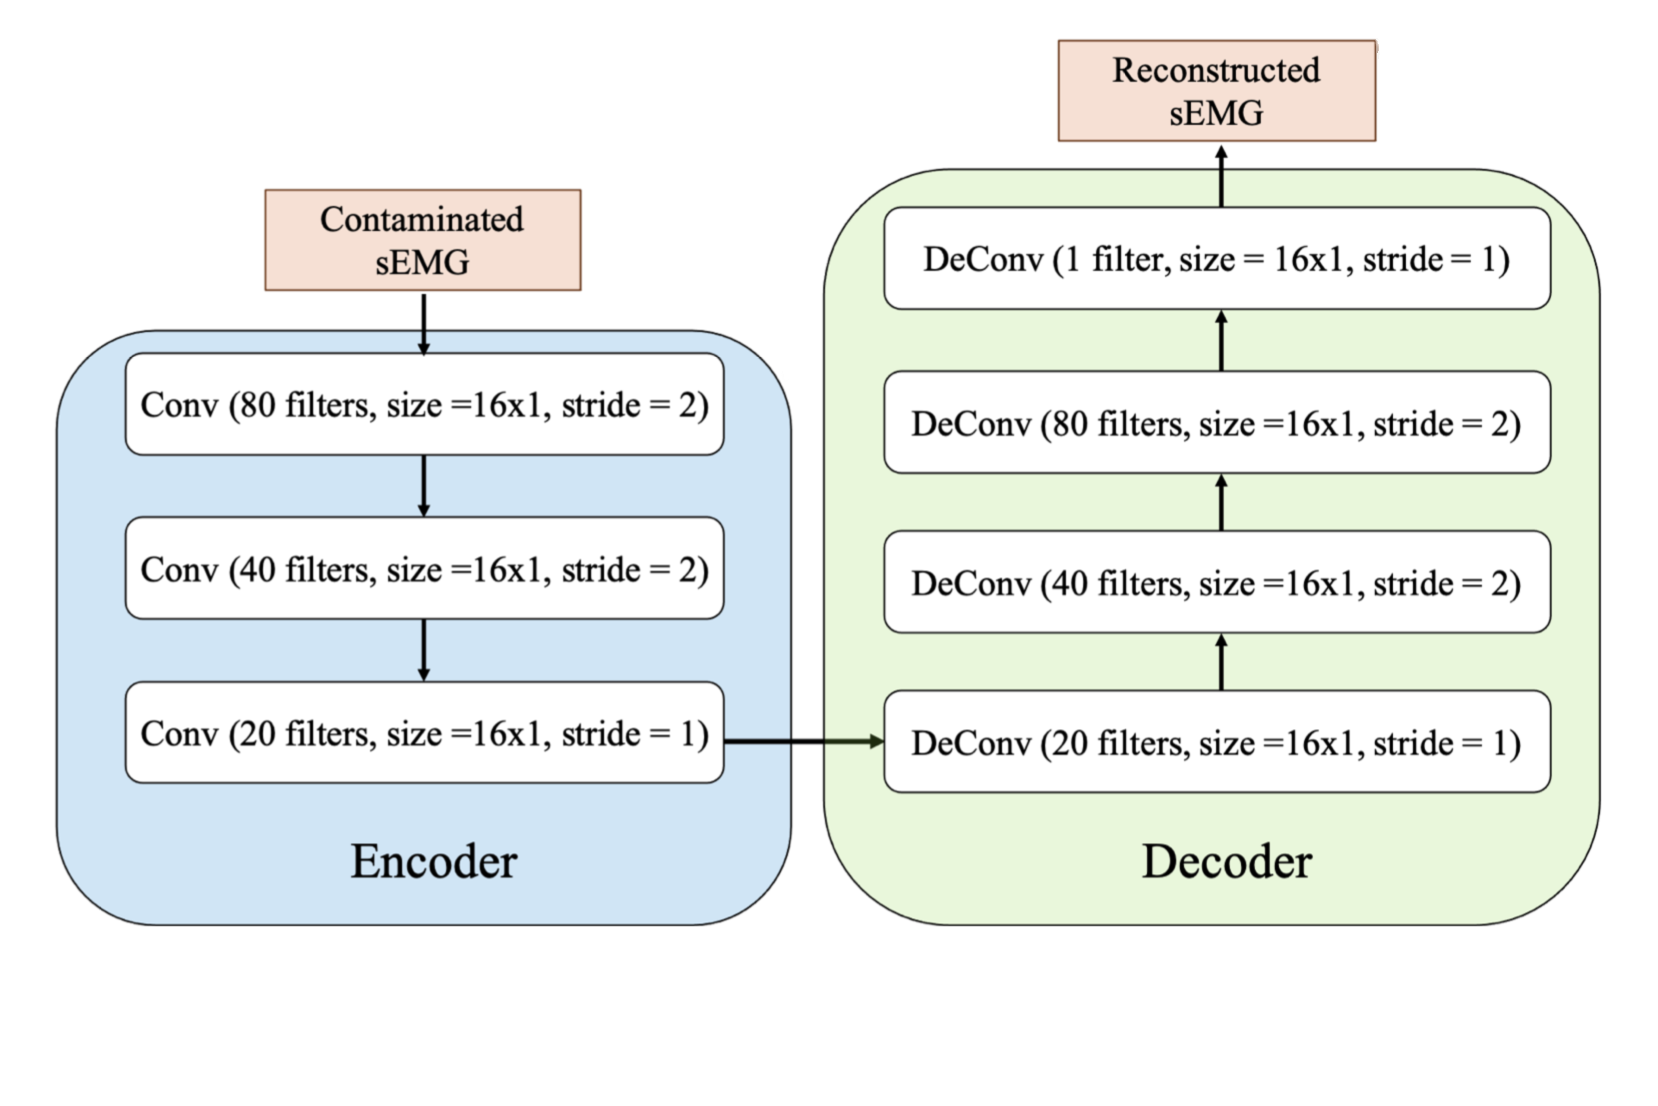 Contaminated
sEMG
Conv (80 filters, size =16x1, stride = 2)
Conv (40 filters, size =16x1, stride = 2)
Conv (20 filters, size =16x1, stride = 1)
Encoder
Reconstructed
sEMG
DeConv (1 filter, size = 16x1, stride = 1)
DeConv (80 filters, size =16x1, stride = 2)
DeConv (40 filters, size =16x1, stride = 2)
DeConv (20 filters, size =16x1, stride = 1)
Decoder